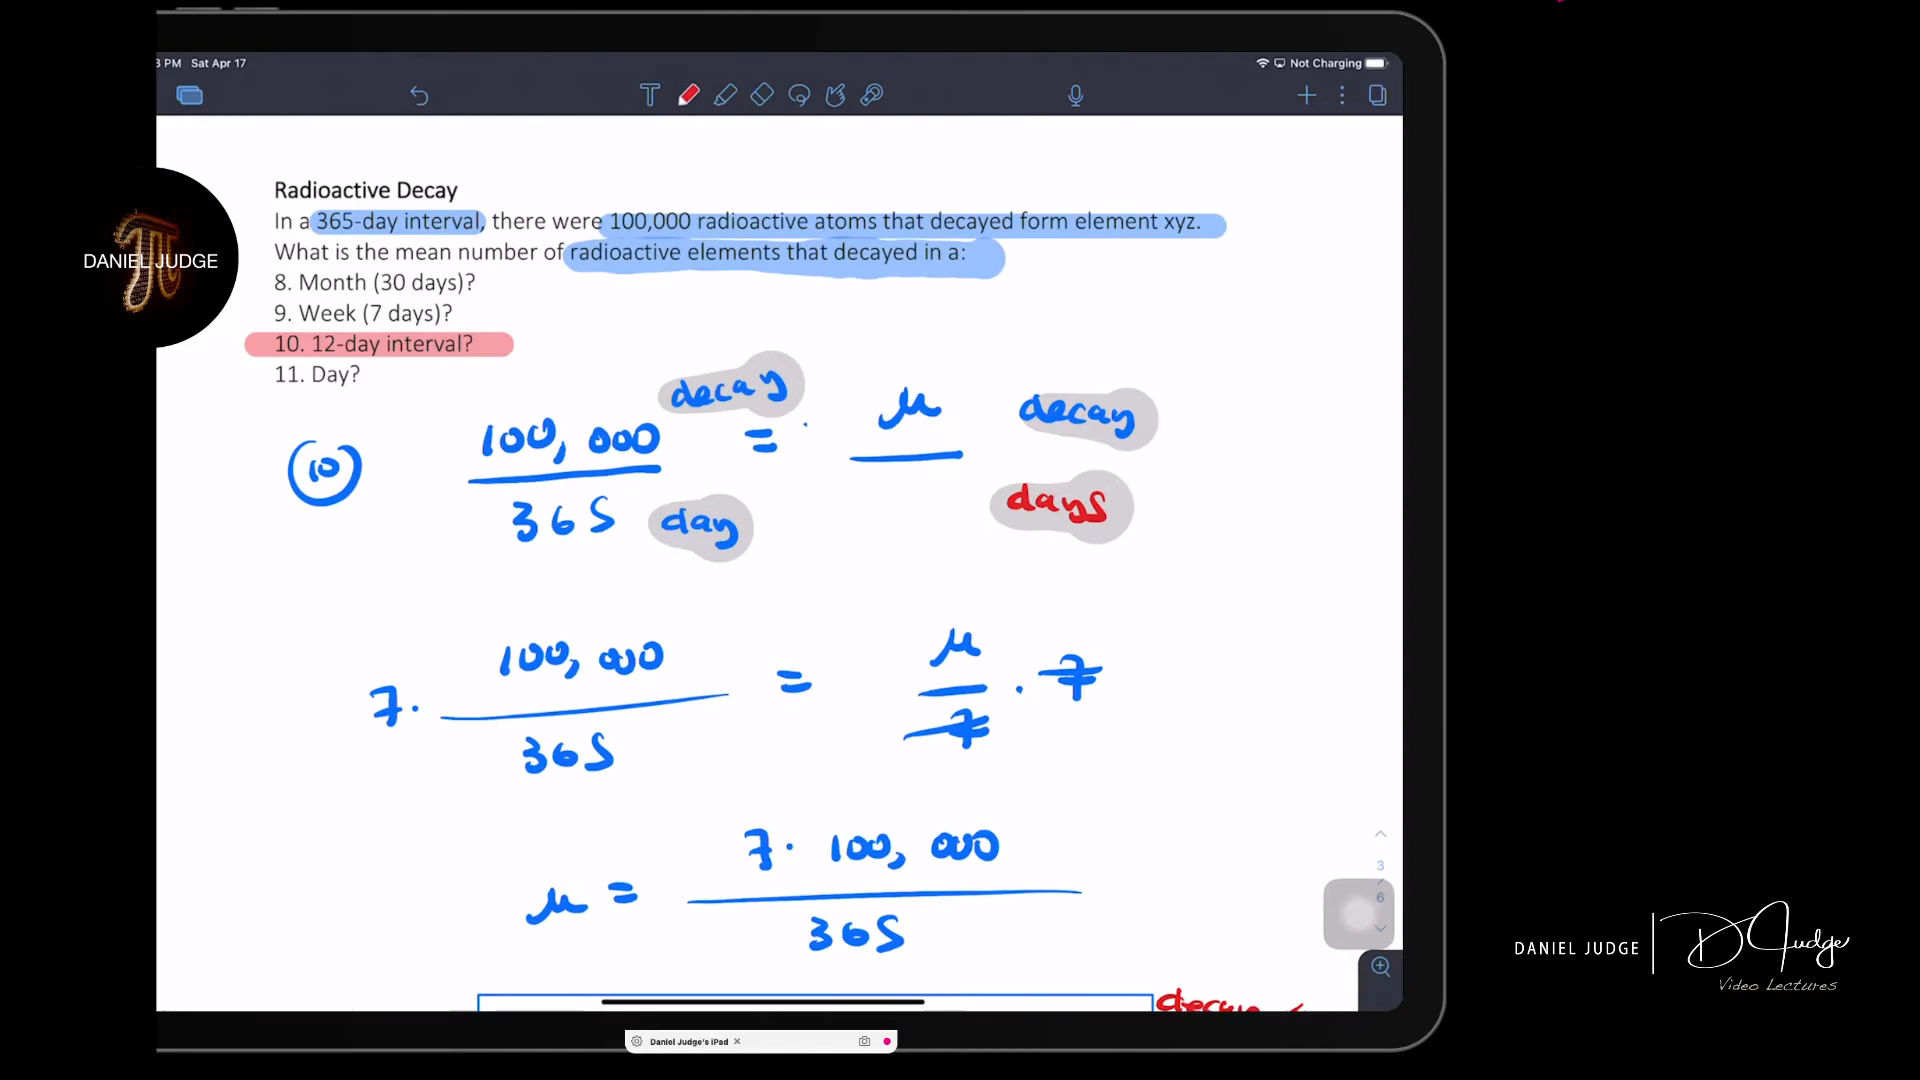 3 PM Sat Apr 17
Not Charging
Radioactive Decay
In a 365-day interval, there were 100,000 radioactive atoms that decayed form element xyz.
What is the mean number of radioactive elements that decayed in a:
8. Month (30 days)?
9. Week (7 days)?
10. 12-day interval?
11. Day?
DANIEL JUDGE
10
100,000 decay = μ decay
365 day days
7 · 100,000 = μ · 7
365 7
μ = 7 · 100,000
365
3
6
DANIEL JUDGE
DJudge
Video Lectures
Daniel Judge's iPad